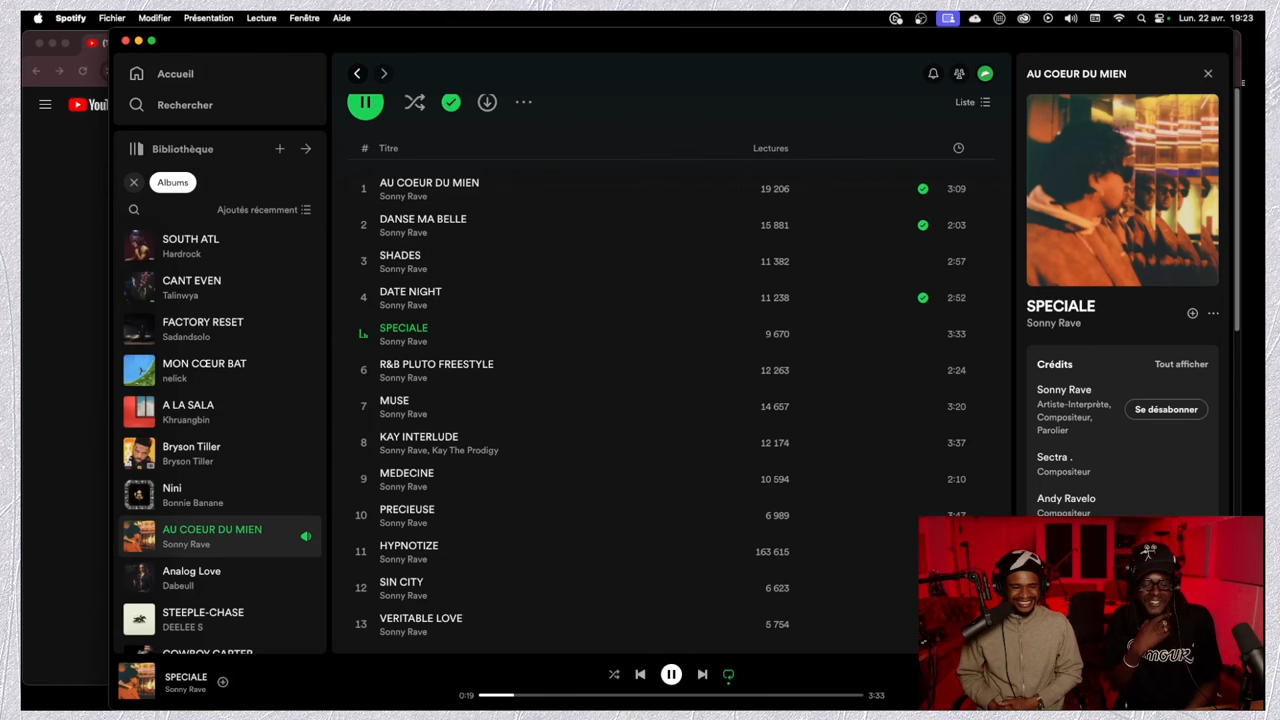 Spotify Fichier Modifier Présentation Lecture Fenêtre Aide
Lun. 22 avr. 19:23
Accueil
Rechercher
Bibliothèque
Albums
Ajoutés récemment
SOUTH ATL
Hardrock
CANT EVEN
Talinwya
FACTORY RESET
Sadandsolo
MON CŒUR BAT
nelick
A LA SALA
Khruangbin
Bryson Tiller
Bryson Tiller
Nini
Bonnie Banane
AU COEUR DU MIEN
Sonny Rave
Analog Love
Dabeull
STEEPLE-CHASE
DEELEE S
COWBOY CARTER
Liste
# Titre Lectures
1 AU COEUR DU MIEN 19 206 3:09
Sonny Rave
2 DANSE MA BELLE 15 881 2:03
Sonny Rave
3 SHADES 11 382 2:57
Sonny Rave
4 DATE NIGHT 11 238 2:52
Sonny Rave
SPECIALE 9 670 3:33
Sonny Rave
6 R&B PLUTO FREESTYLE 12 263 2:24
Sonny Rave
7 MUSE 14 657 3:20
Sonny Rave
8 KAY INTERLUDE 12 174 3:37
Sonny Rave, Kay The Prodigy
9 MEDECINE 10 594 2:10
Sonny Rave
10 PRECIEUSE 6 989 3:47
Sonny Rave
11 HYPNOTIZE 163 615
Sonny Rave
12 SIN CITY 6 623
Sonny Rave
13 VERITABLE LOVE 5 754
Sonny Rave
AU COEUR DU MIEN
SPECIALE
Sonny Rave
Crédits Tout afficher
Sonny Rave
Artiste-Interprète,
Compositeur,
Parolier
Se désabonner
Sectra .
Compositeur
Andy Ravelo
Compositeur
SPECIALE
Sonny Rave
0:19 3:33